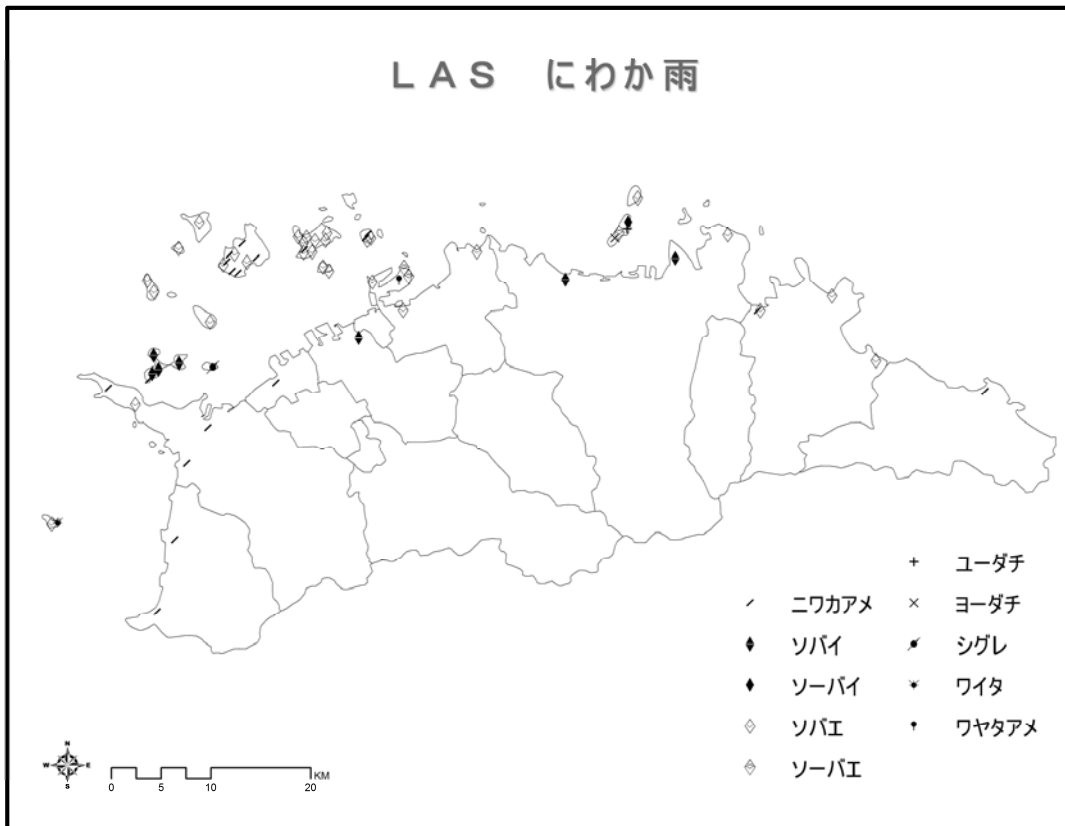 LAS にわか雨
ユーダチ
ニワカアメ ヨーダチ
ソバイ シグレ
ソーバイ ワイタ
ソバエ ワヤタアメ
ソーバエ
N
W E
S
KM
0 5 10 20